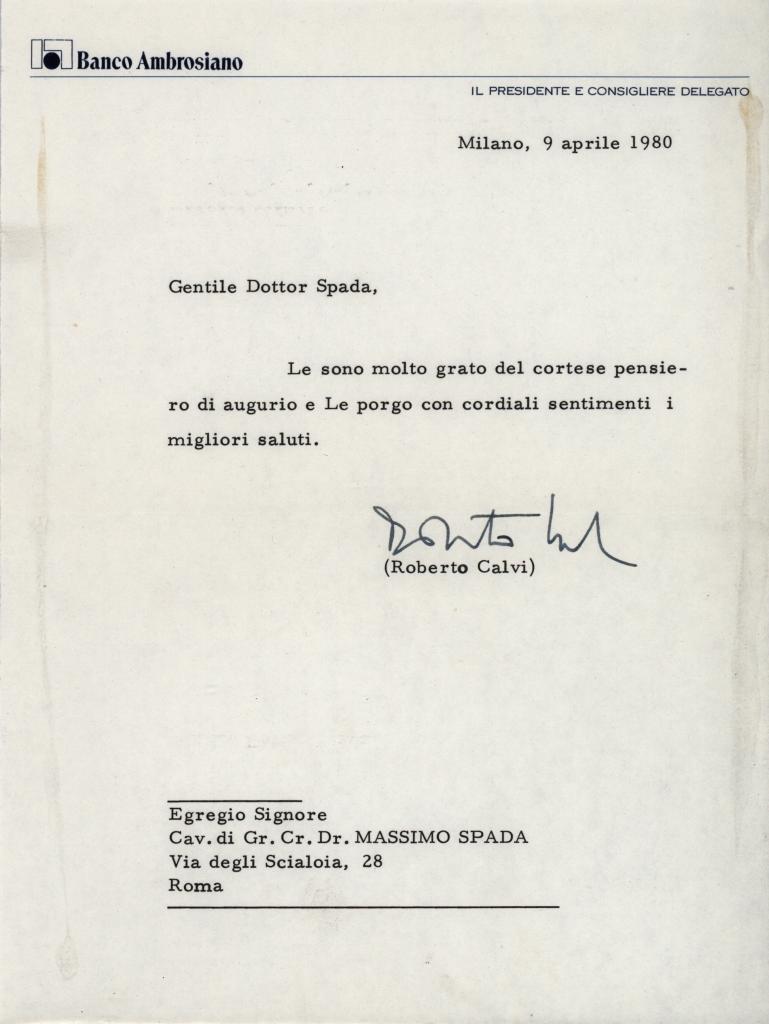 Banco Ambrosiano
IL PRESIDENTE E CONSIGLIERE DELEGATO
Milano, 9 aprile 1980
Gentile Dottor Spada,
Le sono molto grato del cortese pensie-
ro di augurio e Le porgo con cordiali sentimenti i
migliori saluti.
(Roberto Calvi)
Egregio Signore
Cav. di Gr. Cr. Dr. MASSIMO SPADA
Via degli Scialoia, 28
Roma